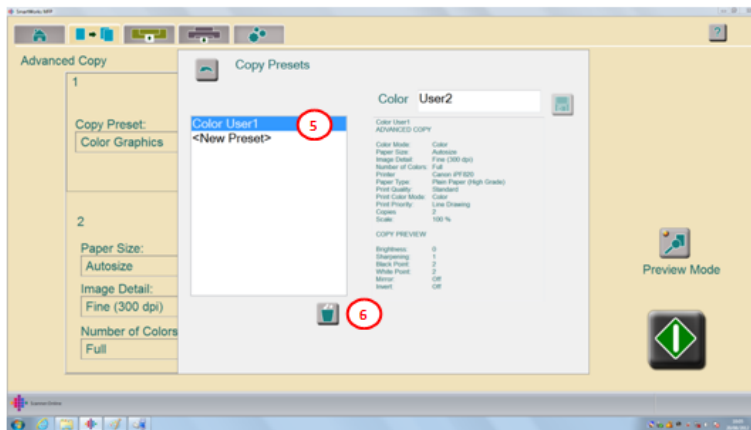 SmartWorks MFP
?
Advanced Copy
Copy Presets
1
Color User2
Color User1
5
<New Preset>
Copy Preset:
Color Graphics
Color User1
ADVANCED COPY
Color Mode: Color
Paper Size: Autosize
Image Detail: Fine (300 dpi)
Number of Colors: Full
Printer Canon iPF820
Paper Type: Plain Paper (High Grade)
Print Quality: Standard
Print Color Mode: Color
Print Priority: Line Drawing
Copies 2
Scale: 100 %
COPY PREVIEW
Brightness: 0
Sharpening: 1
Black Point: 2
White Point: 2
Mirror: Off
Invert: Off
2
Paper Size:
Autosize
Image Detail:
Fine (300 dpi)
Number of Colors
Full
6
Preview Mode
Scanner Online